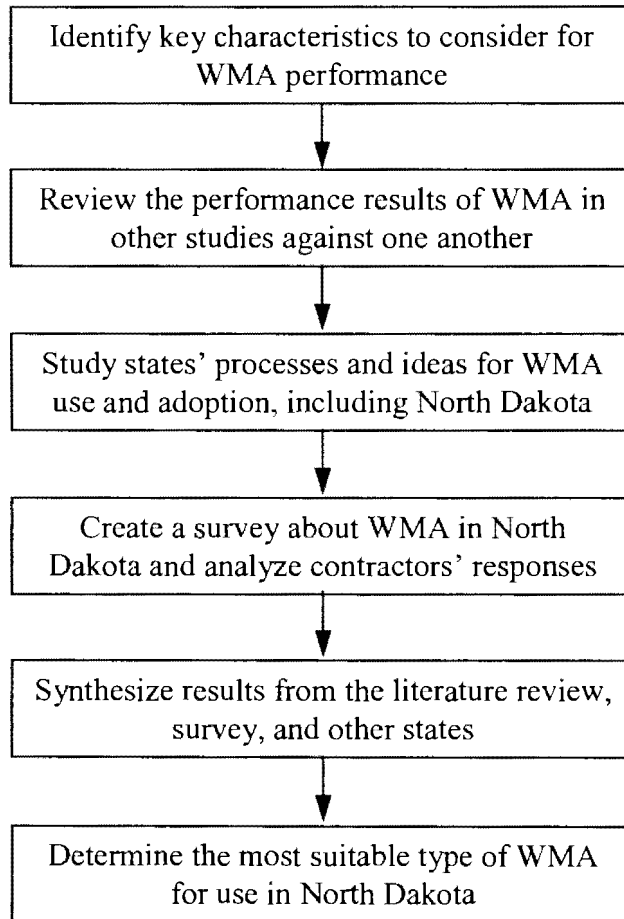 Identify key characteristics to consider for
WMA performance
Review the performance results of WMA in
other studies against one another
Study states’ processes and ideas for WMA
use and adoption, including North Dakota
Create a survey about WMA in North
Dakota and analyze contractors’ responses
Synthesize results from the literature review,
survey, and other states
Determine the most suitable type of WMA
for use in North Dakota